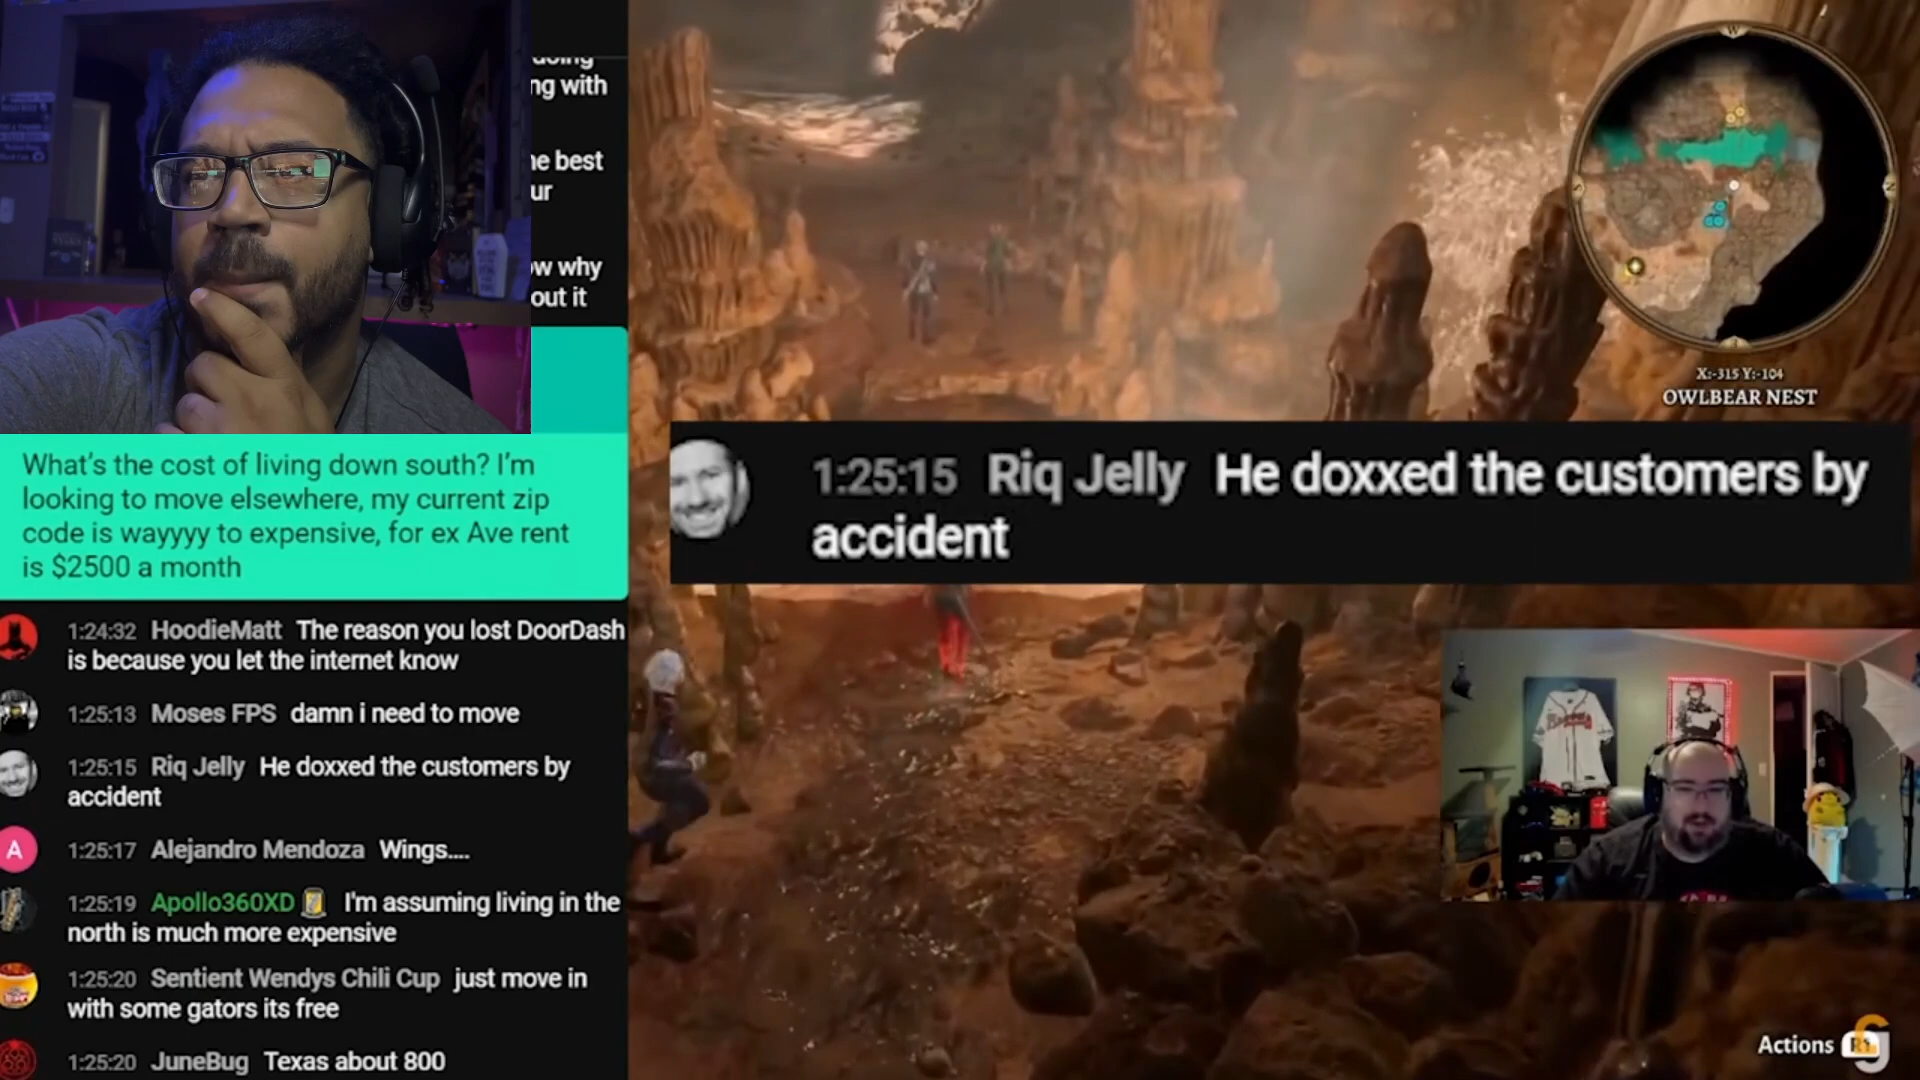 doing
ng with
he best
ur
ow why
out it
What's the cost of living down south? I'm
looking to move elsewhere, my current zip
code is wayyyy to expensive, for ex Ave rent
is $2500 a month
1:24:32 HoodieMatt The reason you lost DoorDash
is because you let the internet know
1:25:13 Moses FPS damn i need to move
1:25:15 Riq Jelly He doxxed the customers by
accident
A 1:25:17 Alejandro Mendoza Wings....
1:25:19 Apollo360XD I'm assuming living in the
north is much more expensive
1:25:20 Sentient Wendys Chili Cup just move in
with some gators its free
1:25:20 JuneBug Texas about 800
W
X:-315 Y:-104
OWLBEAR NEST
1:25:15 Riq Jelly He doxxed the customers by
accident
Braves
Actions